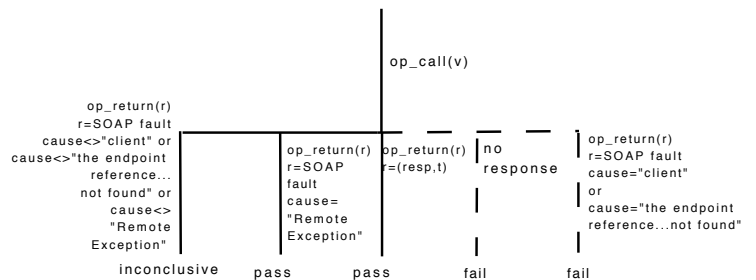 op_call(v)
op_return(r)
r=SOAP fault
cause<>"client" or
cause<>"the endpoint
reference...
not found" or
cause<>
"Remote
Exception"
op_return(r)
r=SOAP
fault
cause=
"Remote
Exception"
op_return(r)
r=(resp,t)
no
response
op_return(r)
r=SOAP fault
cause="client"
or
cause="the endpoint
reference...not found"
inconclusive
pass
pass
fail
fail